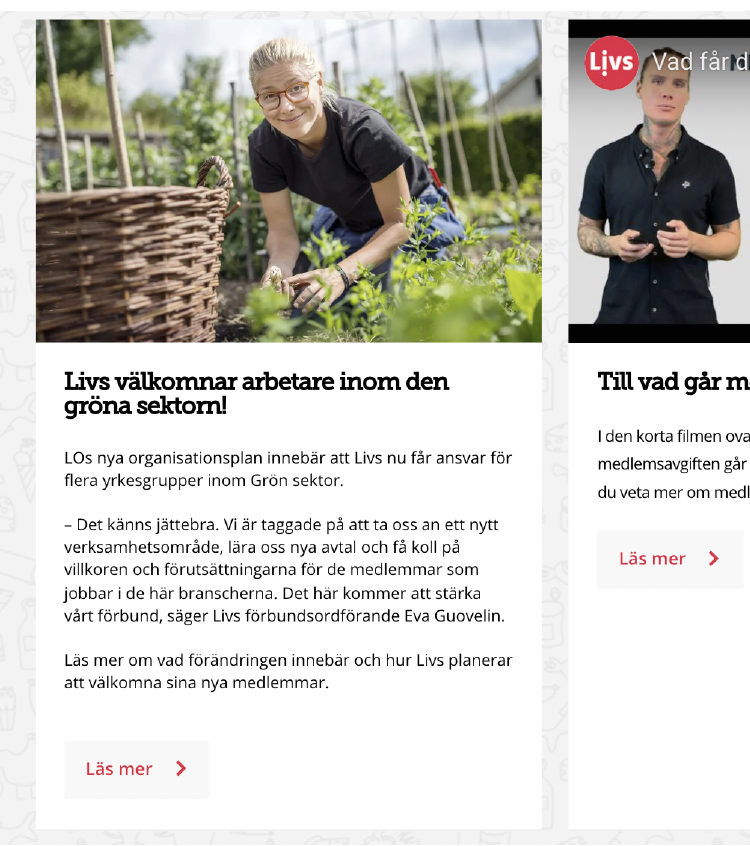 Livs
Vad får d
Livs välkomnar arbetare inom den
gröna sektorn!
LOs nya organisationsplan innebär att Livs nu får ansvar för
flera yrkesgrupper inom Grön sektor.
– Det känns jättebra. Vi är taggade på att ta oss an ett nytt
verksamhetsområde, lära oss nya avtal och få koll på
villkoren och förutsättningarna för de medlemmar som
jobbar i de här branscherna. Det här kommer att stärka
vårt förbund, säger Livs förbundsordförande Eva Guovelin.
Läs mer om vad förändringen innebär och hur Livs planerar
att välkomna sina nya medlemmar.
Läs mer
Till vad går m
I den korta filmen ova
medlemsavgiften går
du veta mer om medl
Läs mer